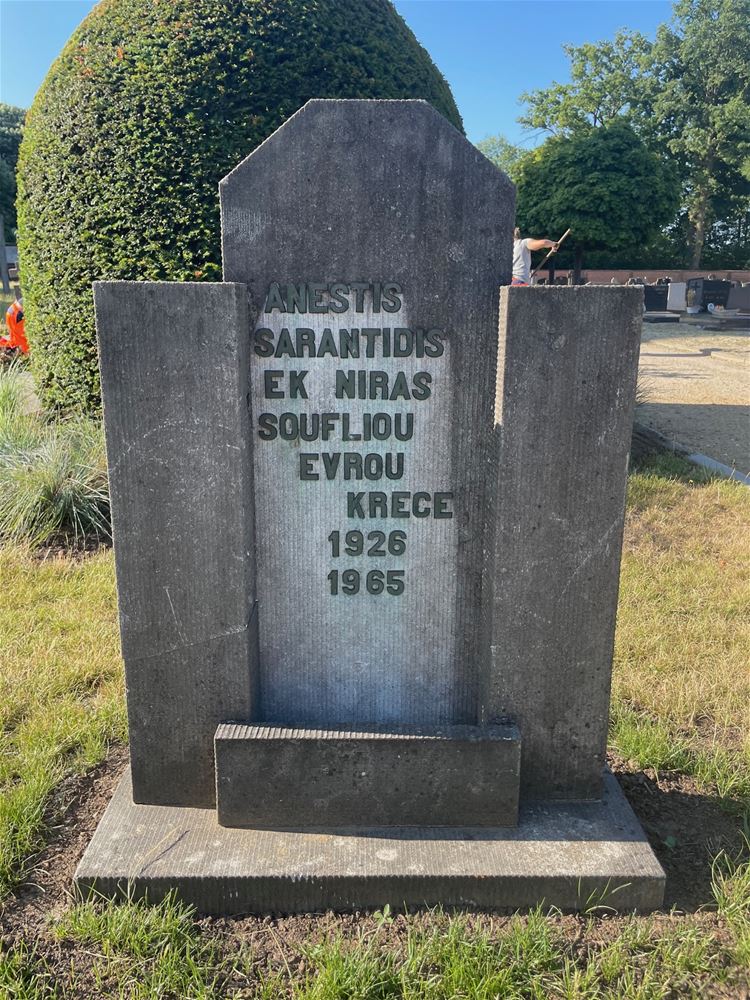 ANESTIS
SARANTIDIS
EK NIRAS
SOUFLIOU
EVROU
KRECE
1926
1965